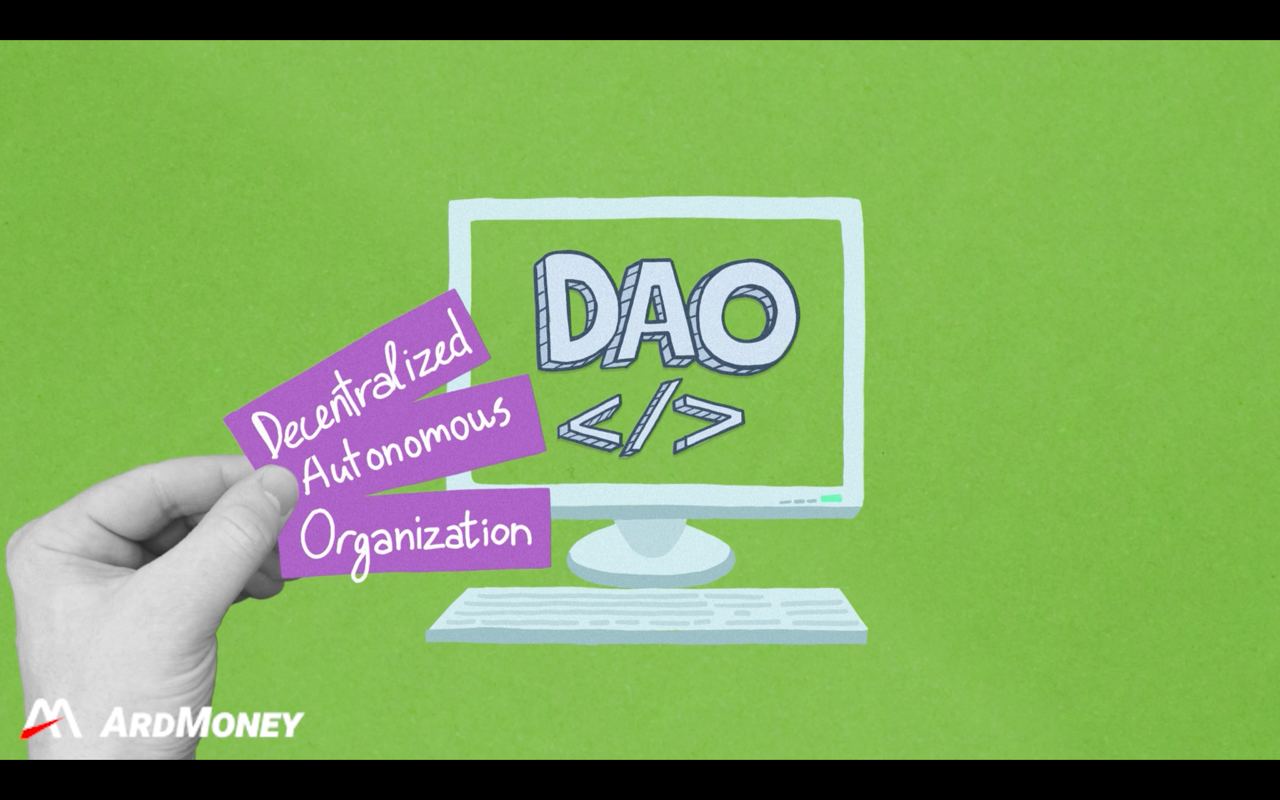 DAO
</>
Decentralized
Autonomous
Organization
ARDMONEY